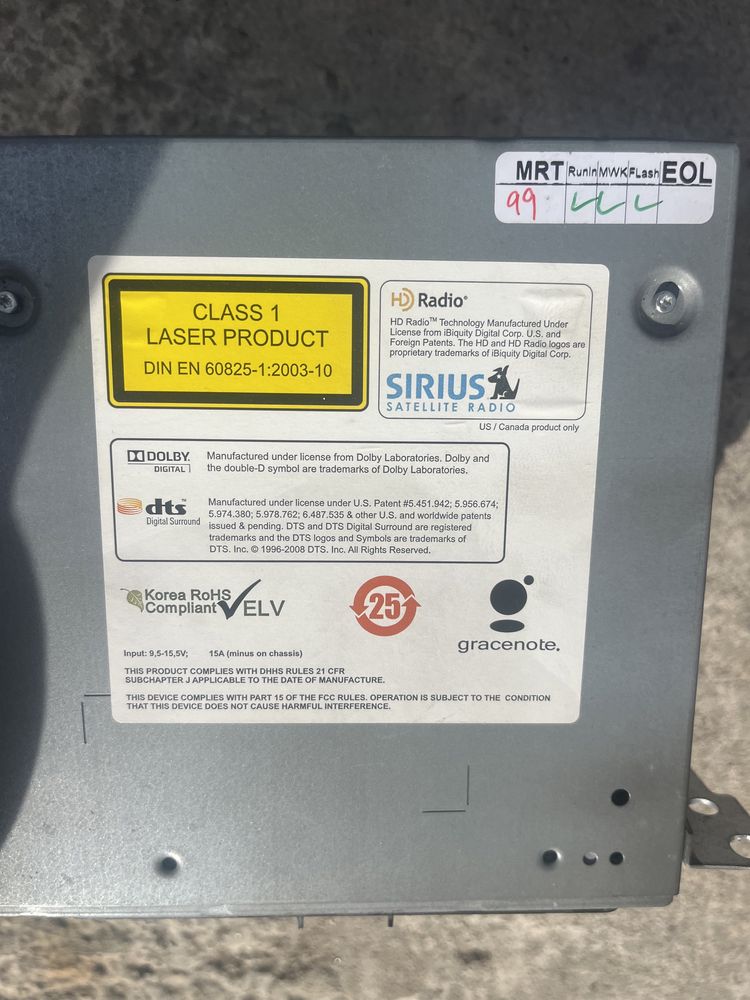 MRT RunIn MWK FLash EOL
99
CLASS 1
LASER PRODUCT
DIN EN 60825-1:2003-10
HD Radio®
HD Radio™ Technology Manufactured Under
License from iBiquity Digital Corp. U.S. and
Foreign Patents. The HD and HD Radio logos are
proprietary trademarks of iBiquity Digital Corp.
SIRIUS
SATELLITE RADIO
US / Canada product only
DOLBY
DIGITAL
Manufactured under license from Dolby Laboratories. Dolby and
the double-D symbol are trademarks of Dolby Laboratories.
dts™
Digital Surround
Manufactured under license under U.S. Patent #5.451.942; 5.956.674;
5.974.380; 5.978.762; 6.487.535 & other U.S. and worldwide patents
issued & pending. DTS and DTS Digital Surround are registered
trademarks and the DTS logos and Symbols are trademarks of
DTS. Inc. © 1996-2008 DTS. Inc. All Rights Reserved.
Korea RoHS
Compliant
ELV
25
gracenote.
Input: 9,5-15,5V; 15A (minus on chassis)
THIS PRODUCT COMPLIES WITH DHHS RULES 21 CFR
SUBCHAPTER J APPLICABLE TO THE DATE OF MANUFACTURE.
THIS DEVICE COMPLIES WITH PART 15 OF THE FCC RULES. OPERATION IS SUBJECT TO THE CONDITION
THAT THIS DEVICE DOES NOT CAUSE HARMFUL INTERFERENCE.